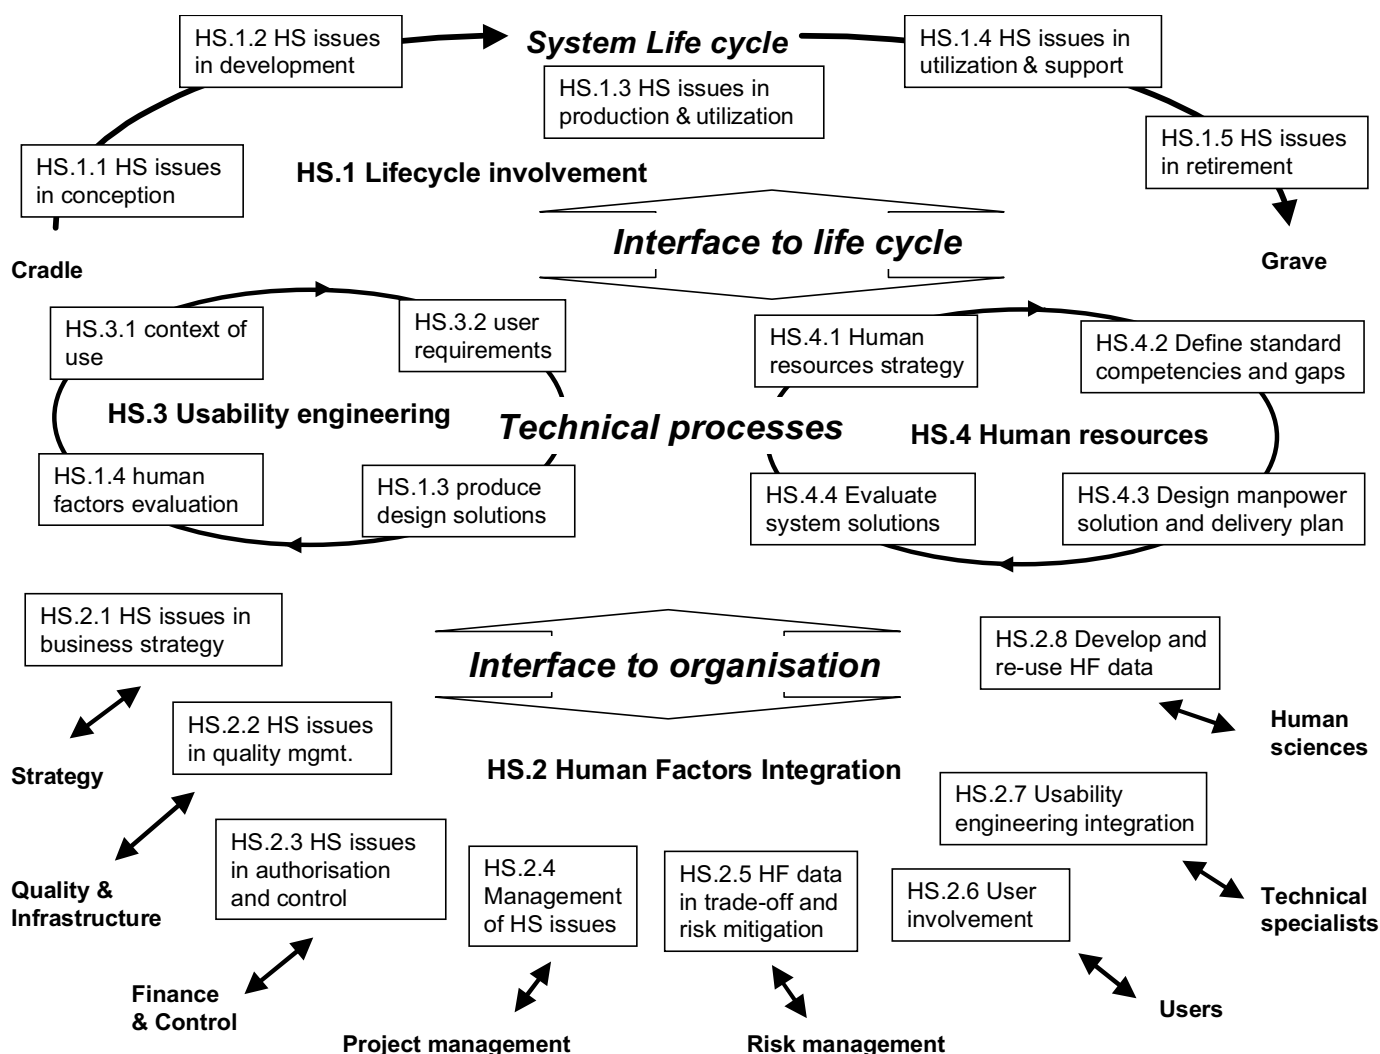 HS.1.2 HS issues
in development
System Life cycle
HS.1.4 HS issues in
utilization & support
HS.1.3 HS issues in
production & utilization
HS.1.5 HS issues
in retirement
HS.1.1 HS issues
in conception
HS.1 Lifecycle involvement
Interface to life cycle
Cradle
Grave
HS.3.1 context of
use
HS.3.2 user
requirements
HS.4.1 Human
resources strategy
HS.4.2 Define standard
competencies and gaps
HS.3 Usability engineering
Technical processes
HS.4 Human resources
HS.1.4 human
factors evaluation
HS.1.3 produce
design solutions
HS.4.4 Evaluate
system solutions
HS.4.3 Design manpower
solution and delivery plan
HS.2.1 HS issues in
business strategy
Interface to organisation
HS.2.8 Develop and
re-use HF data
HS.2.2 HS issues
in quality mgmt.
Human
sciences
Strategy
HS.2 Human Factors Integration
HS.2.7 Usability
engineering integration
HS.2.3 HS issues
in authorisation
and control
HS.2.4
Management
of HS issues
HS.2.5 HF data
in trade-off and
risk mitigation
HS.2.6 User
involvement
Quality &
Infrastructure
Technical
specialists
Finance
& Control
Users
Project management
Risk management